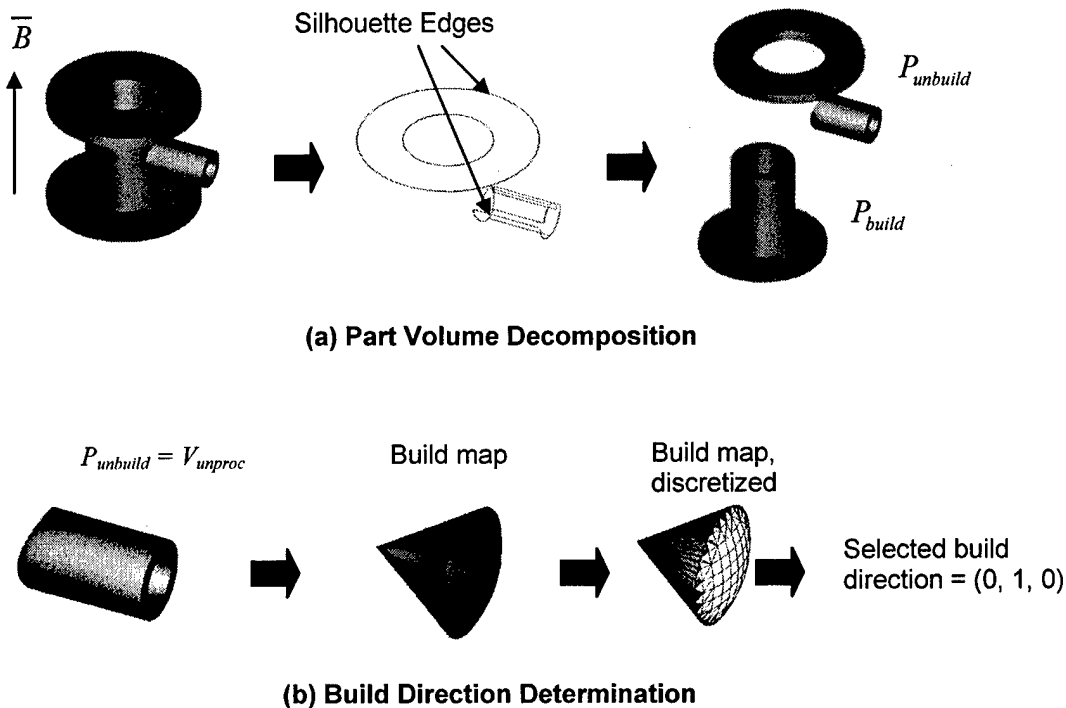 B̅
Silhouette Edges
P_unbuild
P_build
(a) Part Volume Decomposition
P_unbuild = V_unproc
Build map
Build map,
discretized
Selected build
direction = (0, 1, 0)
(b) Build Direction Determination